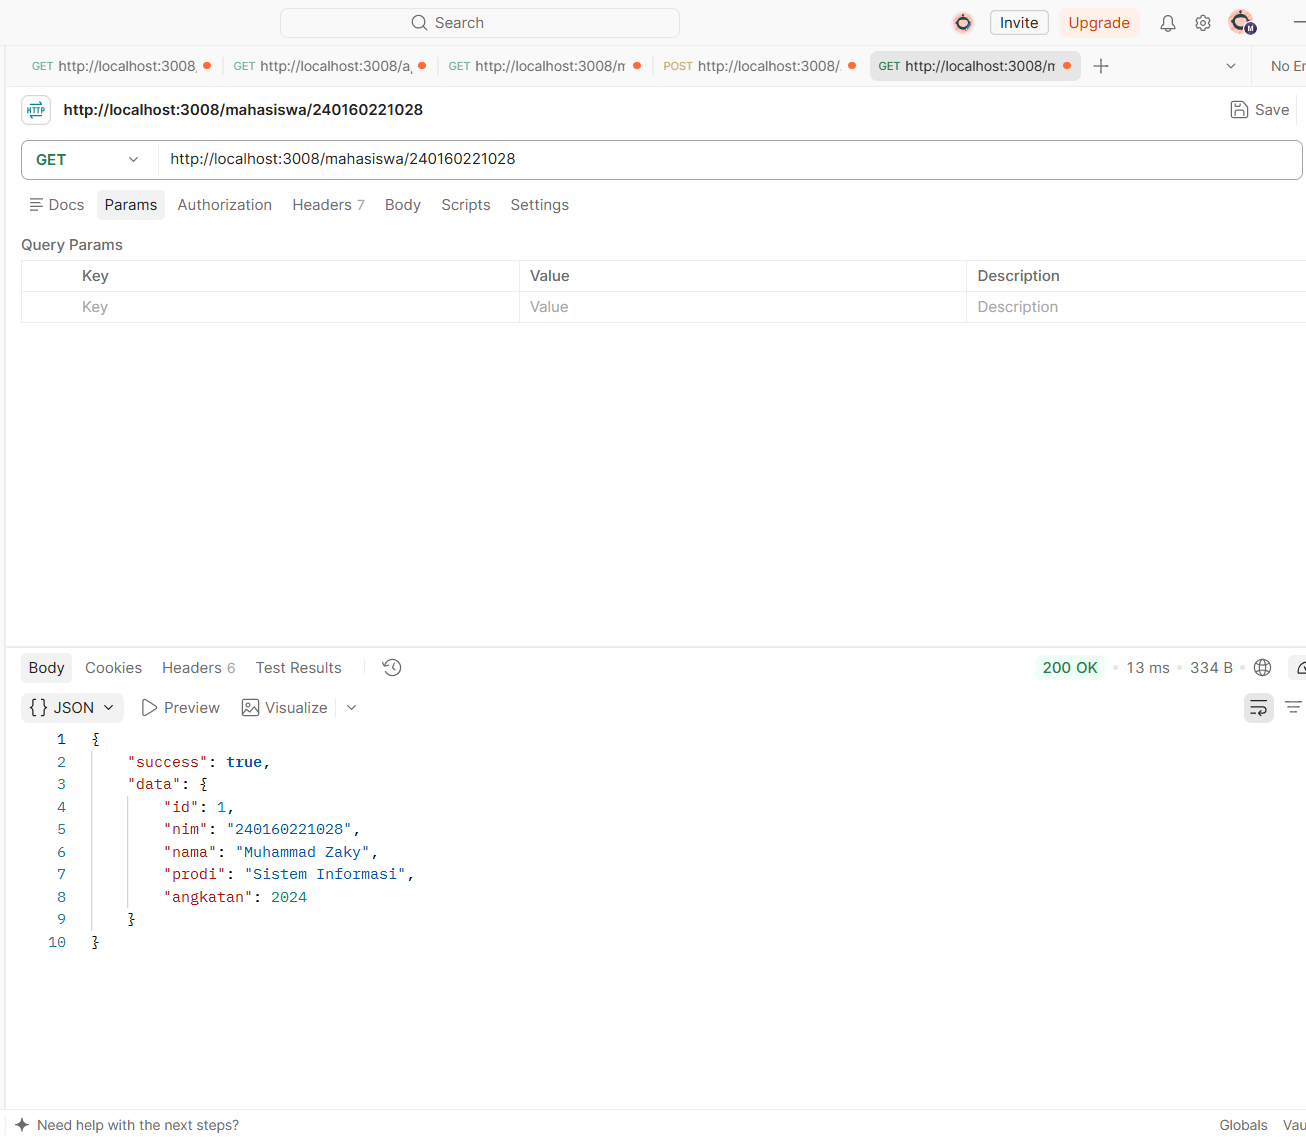 Search
Invite
Upgrade
M
GET http://localhost:3008,
GET http://localhost:3008/a,
GET http://localhost:3008/m
POST http://localhost:3008/.
GET http://localhost:3008/m
No En
HTTP http://localhost:3008/mahasiswa/240160221028
Save
GET http://localhost:3008/mahasiswa/240160221028
Docs Params Authorization Headers 7 Body Scripts Settings
Query Params
Key Value Description
Key Value Description
Body Cookies Headers 6 Test Results 200 OK • 13 ms • 334 B •
{} JSON Preview Visualize
1 {
2 "success": true,
3 "data": {
4 "id": 1,
5 "nim": "240160221028",
6 "nama": "Muhammad Zaky",
7 "prodi": "Sistem Informasi",
8 "angkatan": 2024
9 }
10 }
Need help with the next steps? Globals Vau